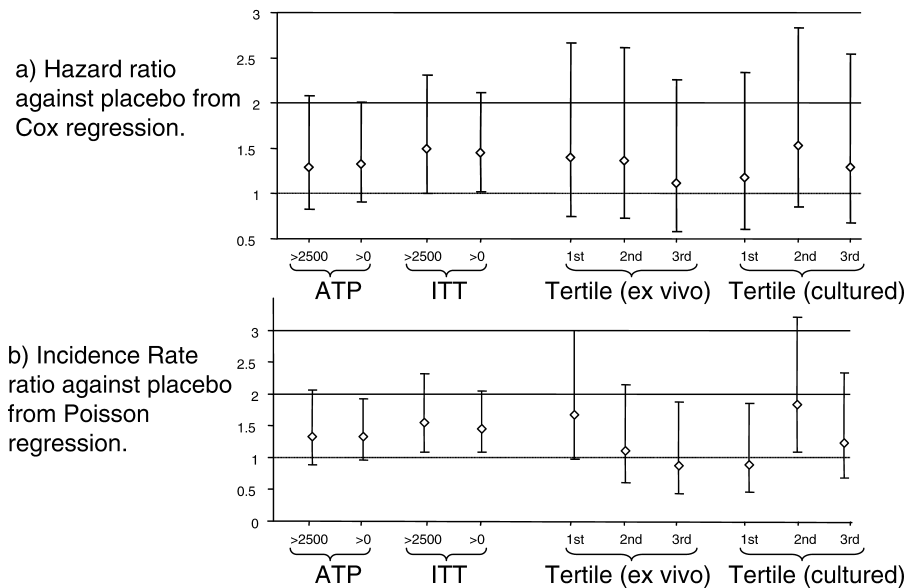 a) Hazard ratio
against placebo from
Cox regression.
3
2.5
2
1.5
1
0.5
>2500 >0 >2500 >0 1st 2nd 3rd 1st 2nd 3rd
ATP ITT Tertile (ex vivo) Tertile (cultured)
b) Incidence Rate
ratio against placebo
from Poisson
regression.
3
2.5
2
1.5
1
0.5
0
>2500 >0 >2500 >0 1st 2nd 3rd 1st 2nd 3rd
ATP ITT Tertile (ex vivo) Tertile (cultured)